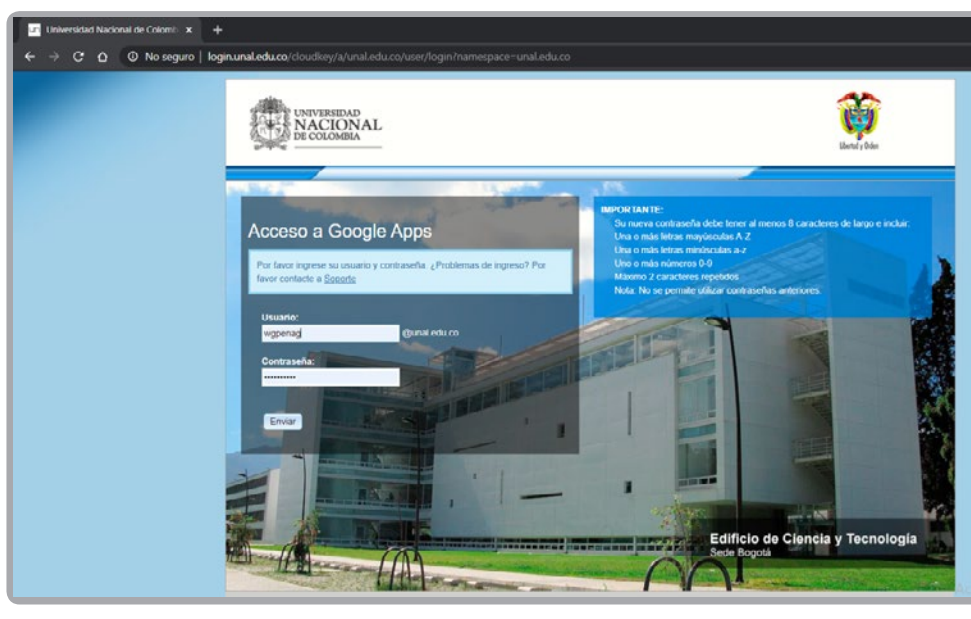 Universidad Nacional de Colomb x +
No seguro | login.unal.edu.co/cloudkey/a/unal.edu.co/user/login?namespace=unal.edu.co
UNIVERSIDAD
NACIONAL
DE COLOMBIA
Libertad y Orden
Acceso a Google Apps
Por favor ingrese su usuario y contraseña. ¿Problemas de ingreso? Por
favor contacte a Soporte
Usuario:
wgpenag @unal.edu.co
Contraseña:
••••••••••
Enviar
IMPORTANTE:
Su nueva contraseña debe tener al menos 8 caracteres de largo e incluir:
Una o más letras mayúsculas A-Z
Una o más letras minúsculas a-z
Uno o más números 0-9
Máximo 2 caracteres repetidos
Nota: No se permite utilizar contraseñas anteriores.
Edificio de Ciencia y Tecnología
Sede Bogotá